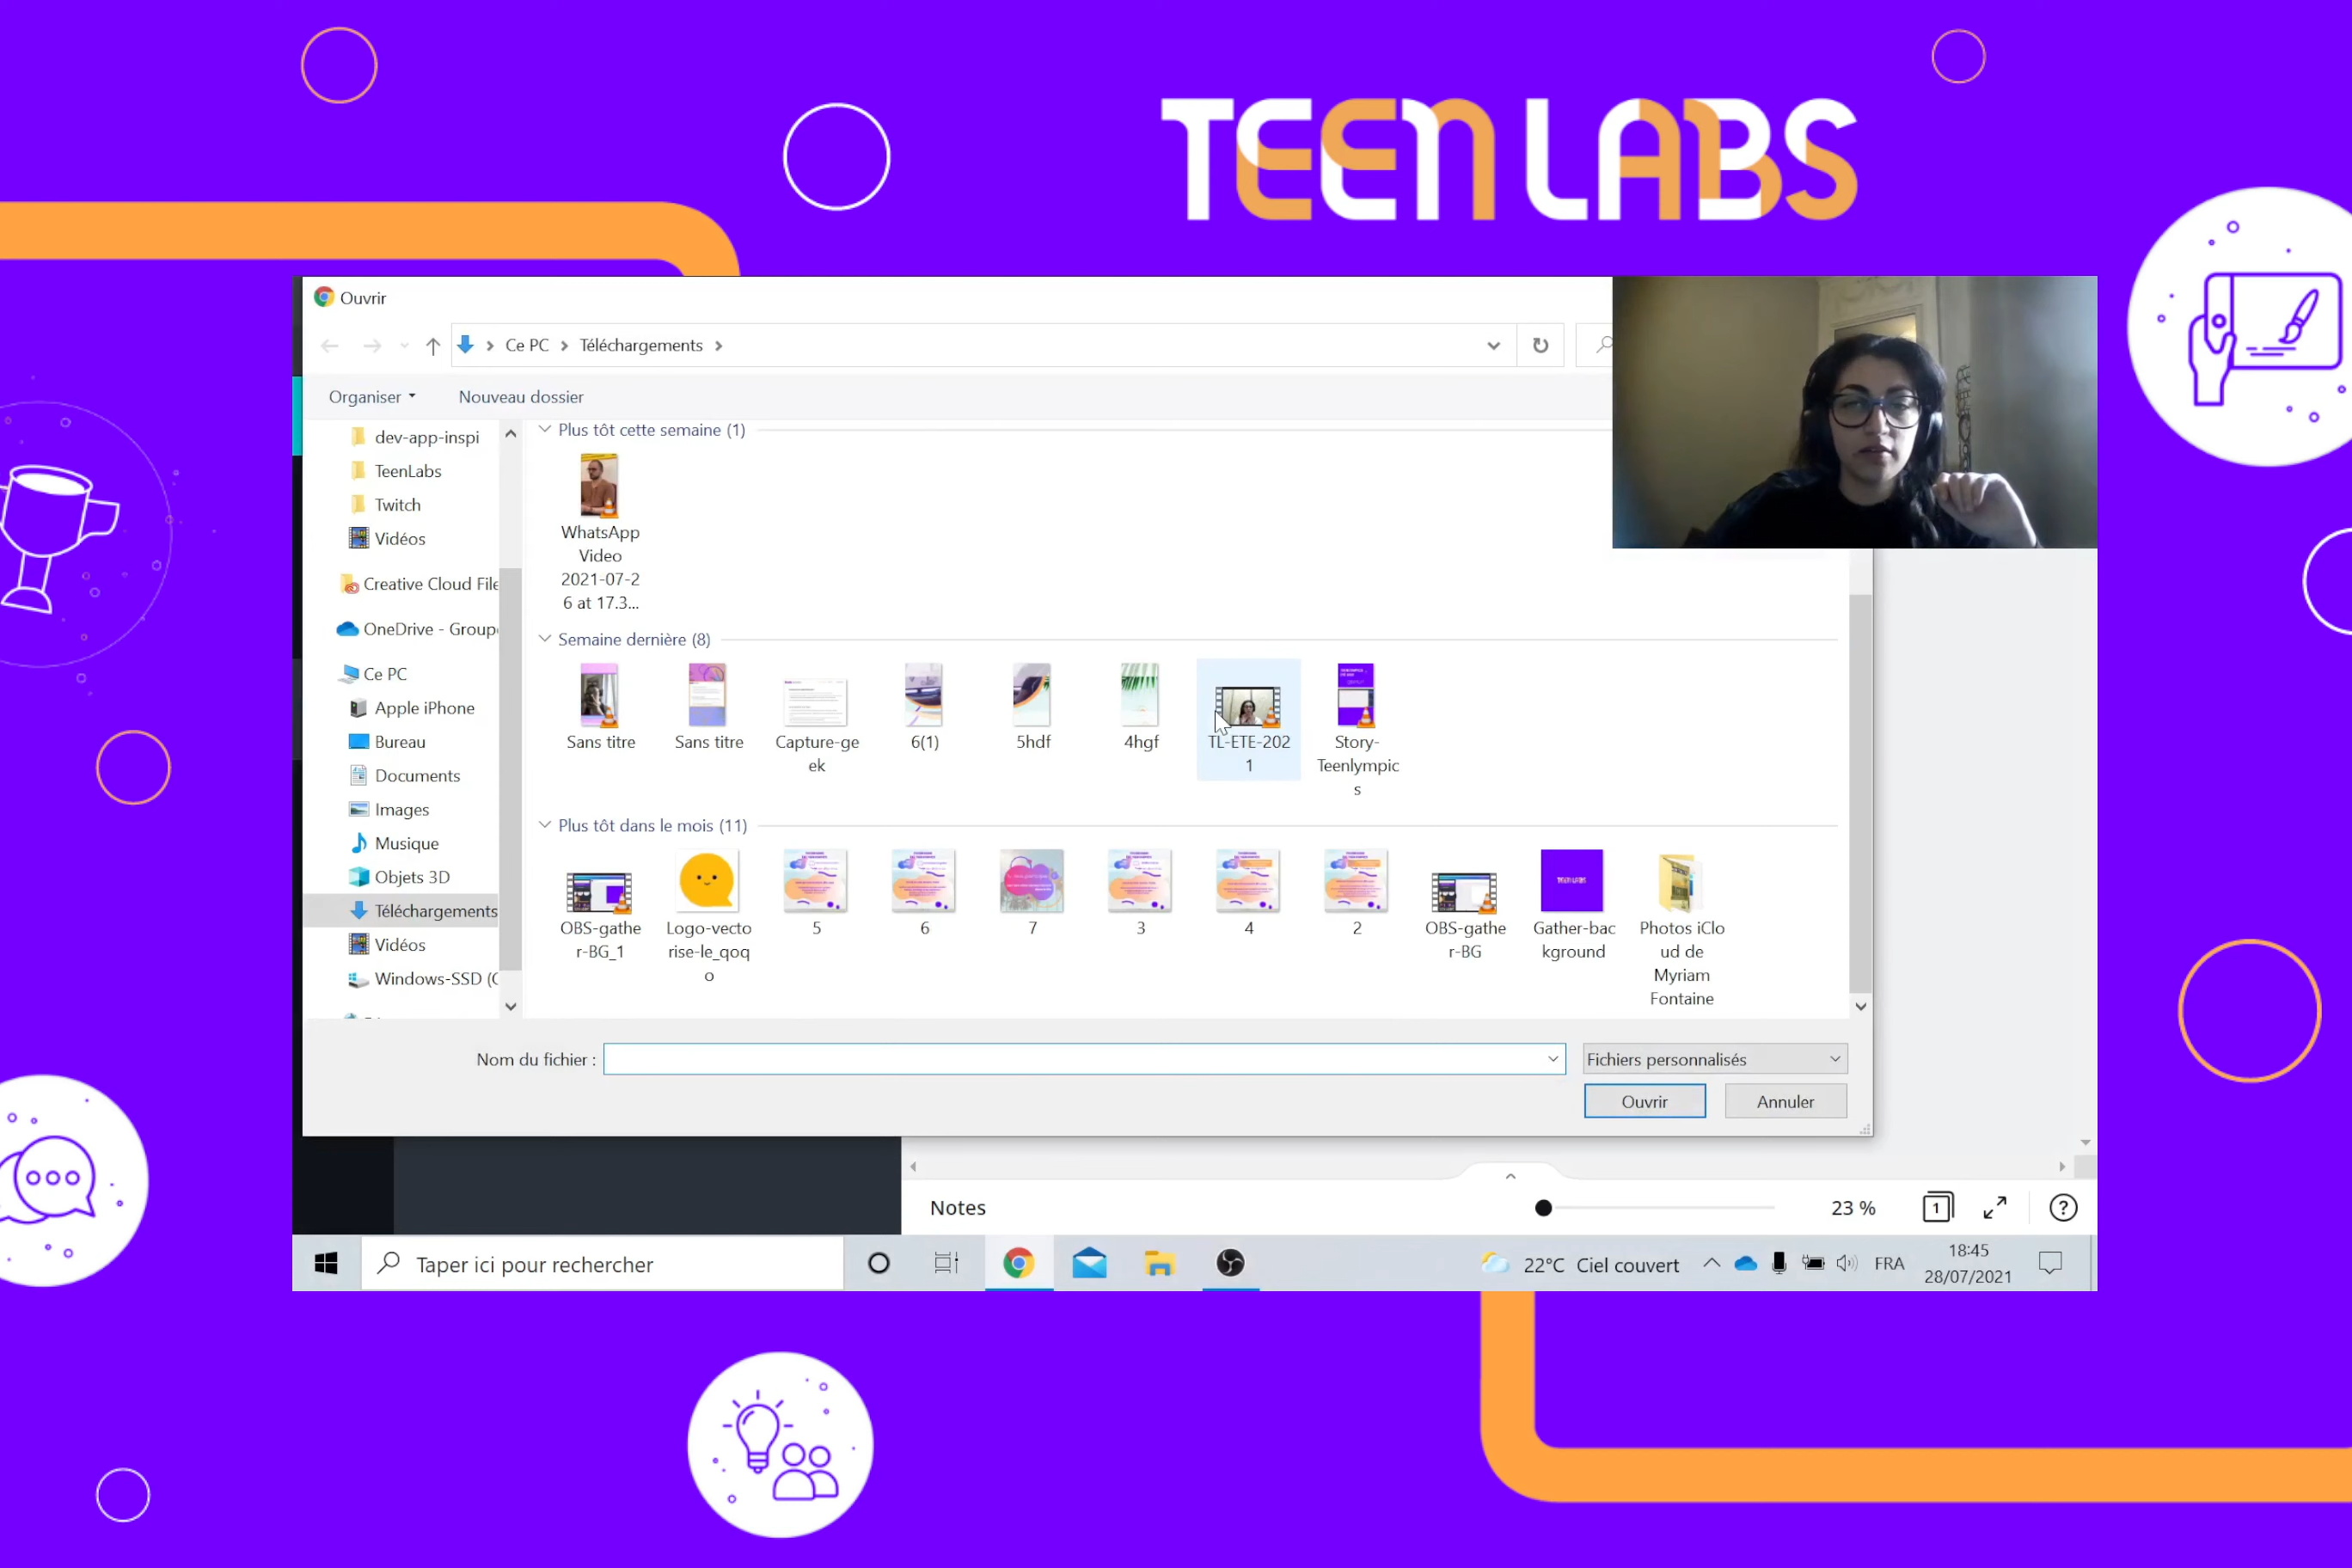 TEEN LABS
Ouvrir
Ce PC
Téléchargements
Organiser
Nouveau dossier
dev-app-inspi
TeenLabs
Twitch
Vidéos
Creative Cloud File
OneDrive - Group
Ce PC
Apple iPhone
Bureau
Documents
Images
Musique
Objets 3D
Téléchargements
Vidéos
Windows-SSD (C
Plus tôt cette semaine (1)
WhatsApp
Video
2021-07-2
6 at 17.3...
Semaine dernière (8)
Sans titre
Sans titre
Capture-ge
ek
6(1)
5hdf
4hgf
TL-ETE-202
1
Story-
Teenlympic
s
Plus tôt dans le mois (11)
OBS-gathe
r-BG_1
Logo-vecto
rise-le_qoq
o
5
6
7
3
4
2
OBS-gathe
r-BG
TEEN LABS
Gather-bac
kground
Photos iClo
ud de
Myriam
Fontaine
Nom du fichier :
Fichiers personnalisés
Ouvrir
Annuler
Notes
23 %
1
?
Taper ici pour rechercher
22°C Ciel couvert
FRA
18:45
28/07/2021